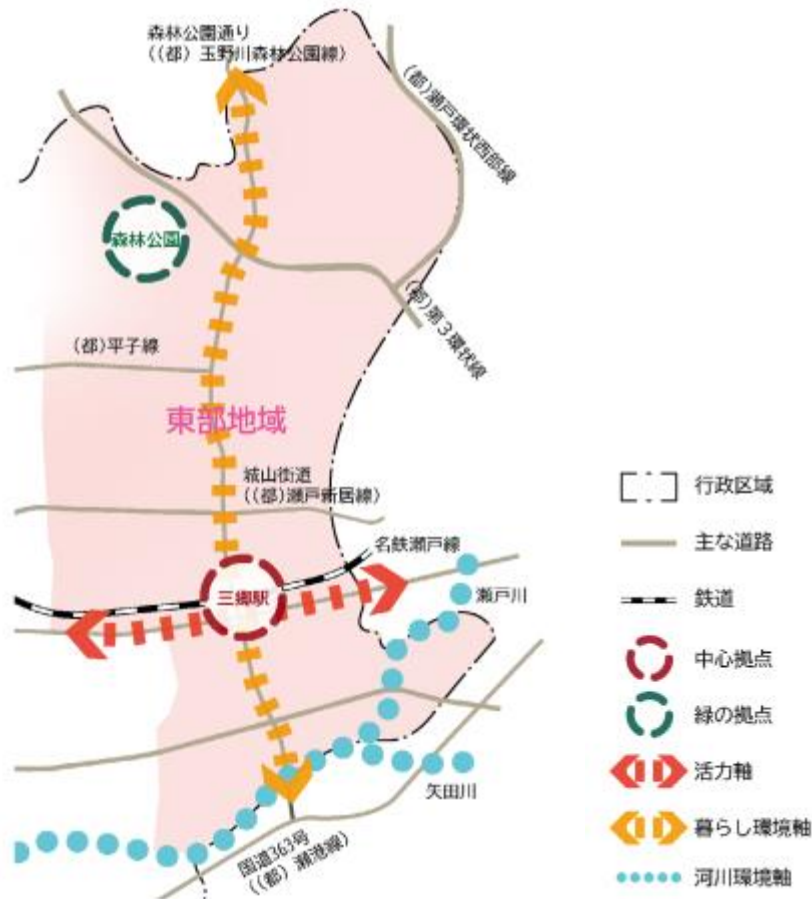 森林公園通り
((都) 玉野川森林公園線)
(都)瀬戸環状西部線
森林公園
(都)第3環状線
(都)平子線
東部地域
城山街道
((都)瀬戸新居線)
名鉄瀬戸線
三郷駅
瀬戸川
矢田川
国道363号
((都) 瀬港線)
行政区域
主な道路
鉄道
中心拠点
緑の拠点
活力軸
暮らし環境軸
河川環境軸